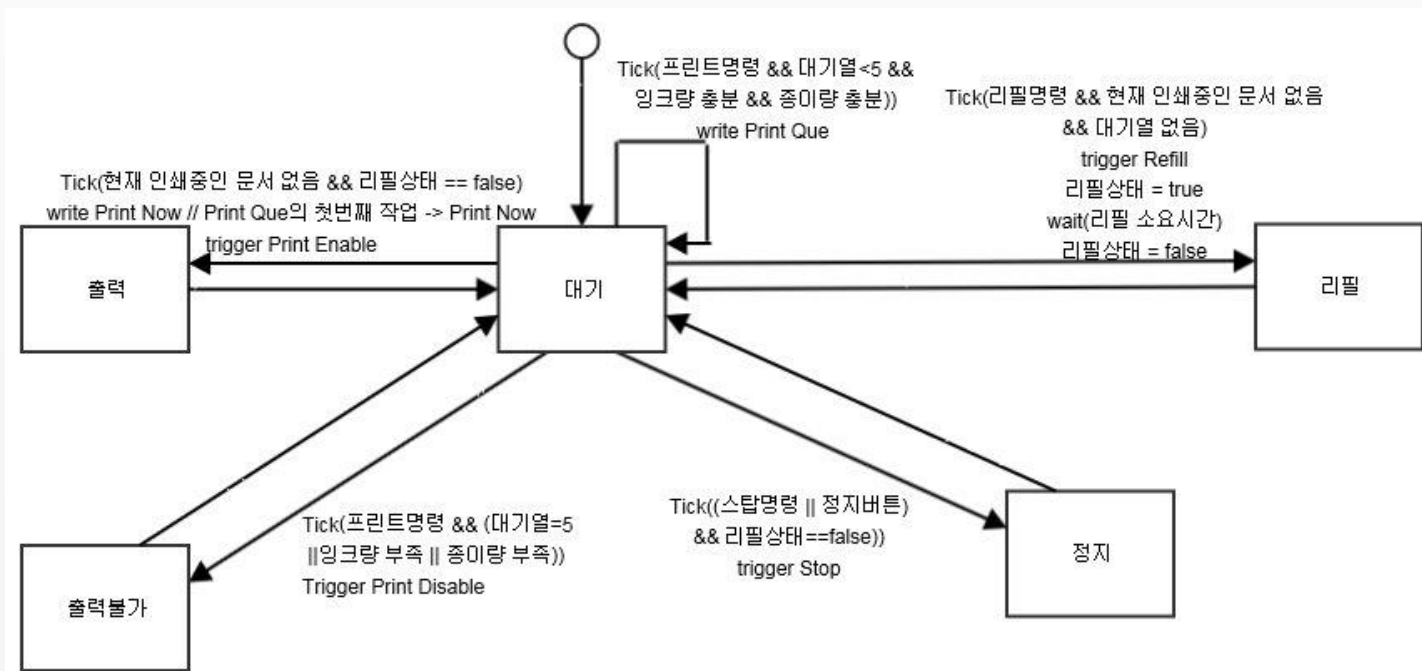 Tick(프린트명령 && 대기열<5 &&
잉크량 충분 && 종이량 충분))
write Print Que
Tick(리필명령 && 현재 인쇄중인 문서 없음
&& 대기열 없음)
trigger Refill
리필상태 = true
wait(리필 소요시간)
리필상태 = false
Tick(현재 인쇄중인 문서 없음 && 리필상태 == false)
write Print Now // Print Que의 첫번째 작업 -> Print Now
trigger Print Enable
출력
대기
리필
Tick(프린트명령 && (대기열=5
||잉크량 부족 || 종이량 부족))
Trigger Print Disable
Tick((스탑명령 || 정지버튼)
&& 리필상태==false))
trigger Stop
정지
출력불가